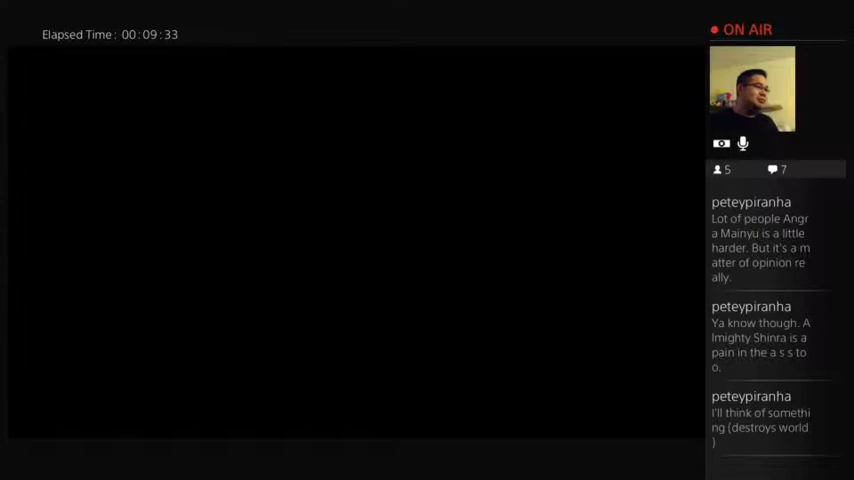 Elapsed Time: 00:09:33
ON AIR
5 7
peteypiranha
Lot of people Angr
a Mainyu is a little
harder. But it's a m
atter of opinion re
ally.
peteypiranha
Ya know though. A
lmighty Shinra is a
pain in the a s s to
o.
peteypiranha
I'll think of somethi
ng (destroys world
)